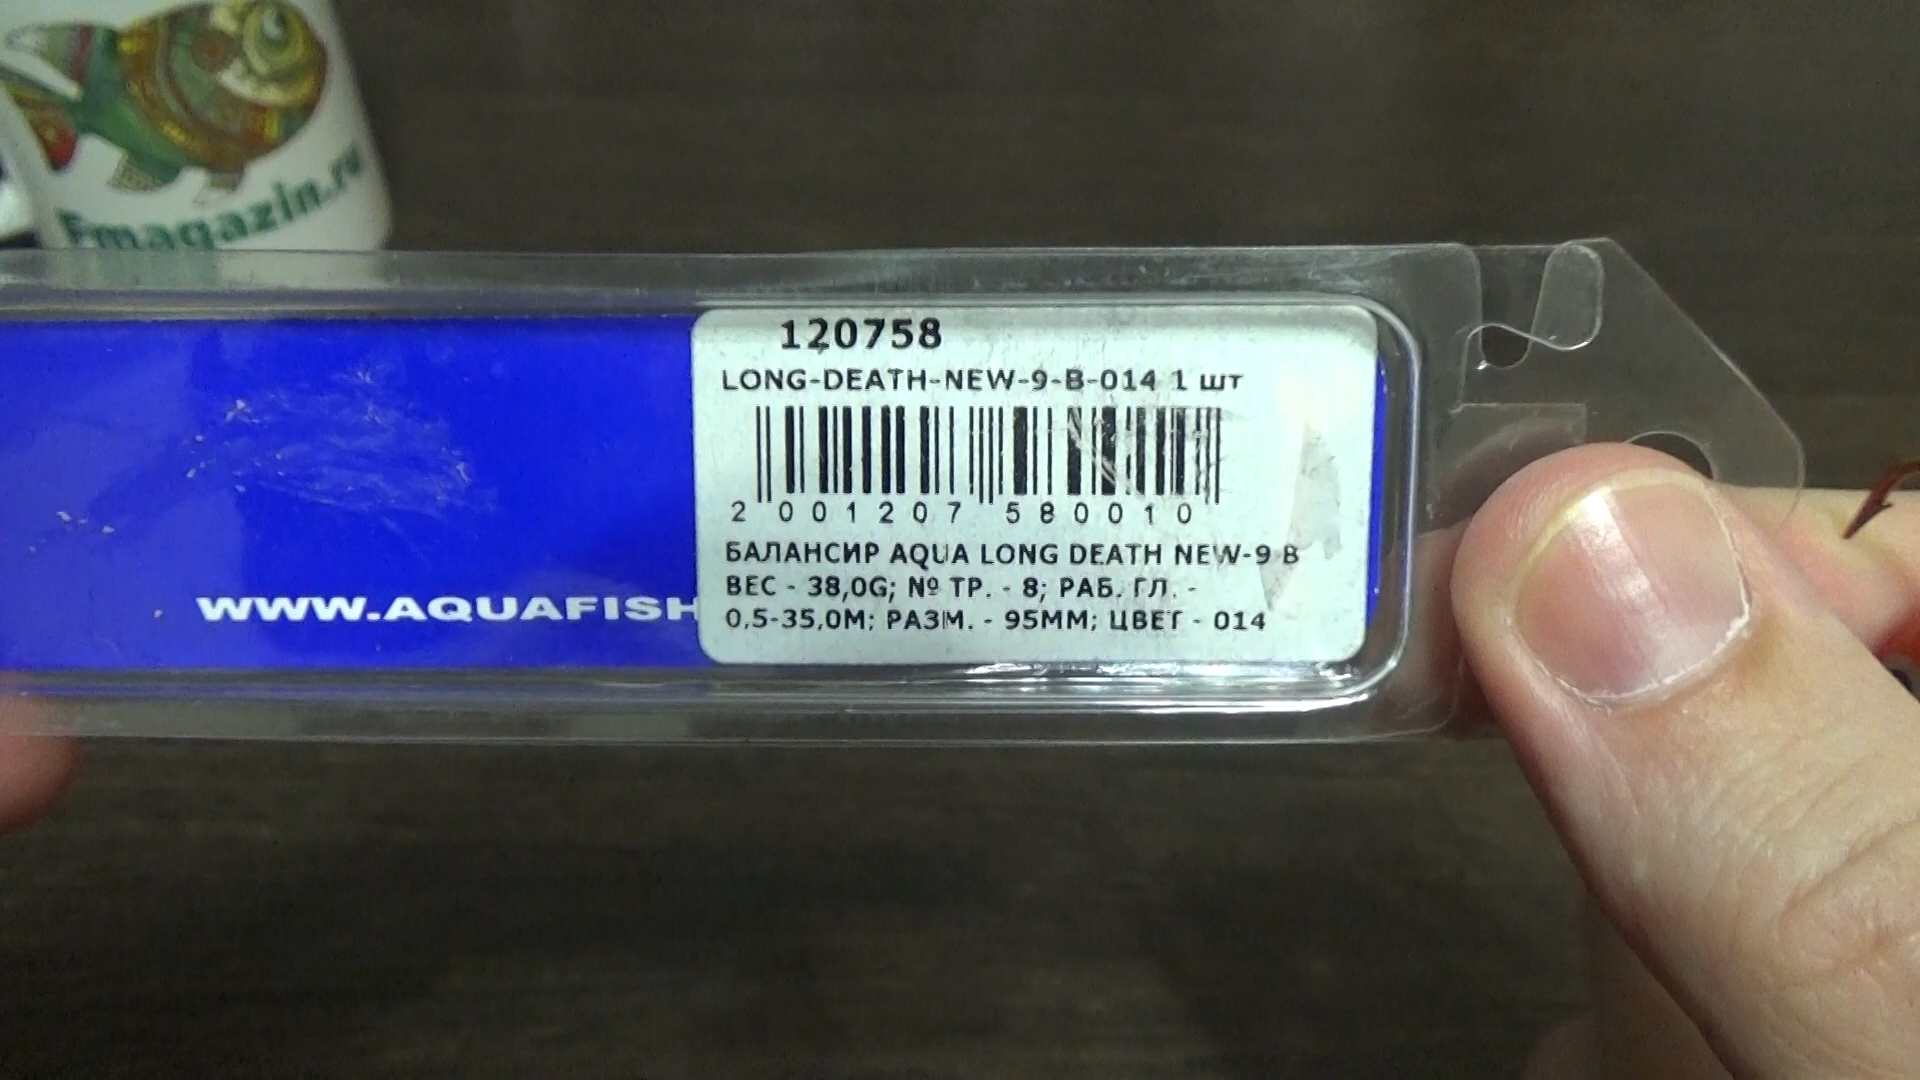 Fmagazin.ru
120758
LONG-DEATH-NEW-9-B-014 1 шт
2 001207 580010
БАЛАНСИР AQUA LONG DEATH NEW-9 B
ВЕС - 38,0G; № ТР. - 8; РАБ. ГЛ. -
0,5-35,0М; РАЗМ. - 95ММ; ЦВЕТ - 014
WWW.AQUAFISH